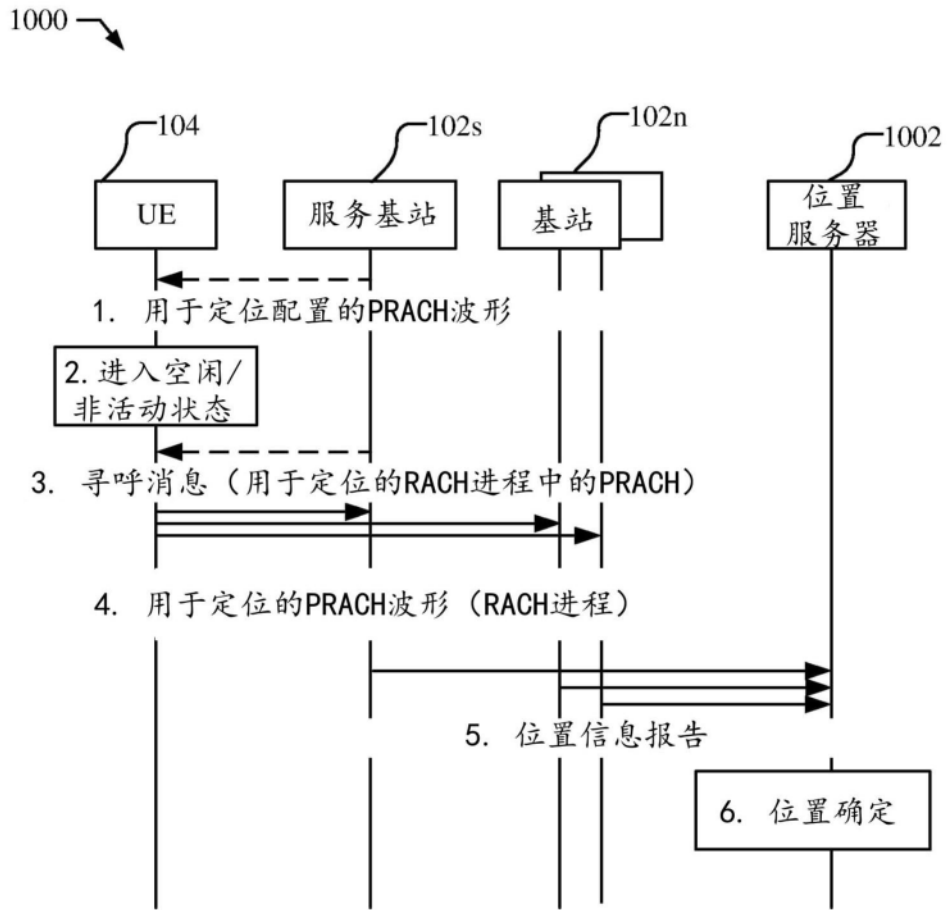 1000
104
102s
102n
1002
UE
服务基站
基站
位置
服务器
1. 用于定位配置的PRACH波形
2.进入空闲/
非活动状态
3. 寻呼消息（用于定位的RACH进程中的PRACH）
4. 用于定位的PRACH波形（RACH进程）
5. 位置信息报告
6. 位置确定